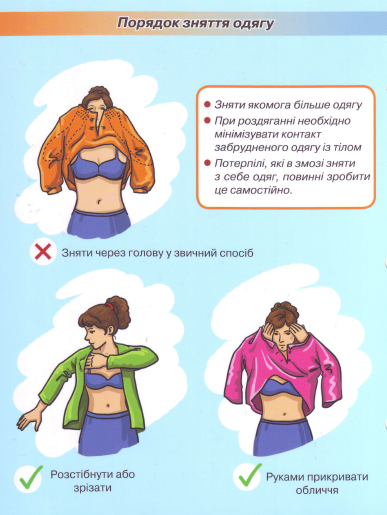 Порядок зняття одягу
Зняти якомога більше одягу
При роздяганні необхідно
мінімізувати контакт
забрудненого одягу із тілом
Потерпілі, які в змозі зняти
з себе одяг, повинні зробити
це самостійно.
Зняти через голову у звичний спосіб
Розстібнути або
зрізати
Руками прикривати
обличчя